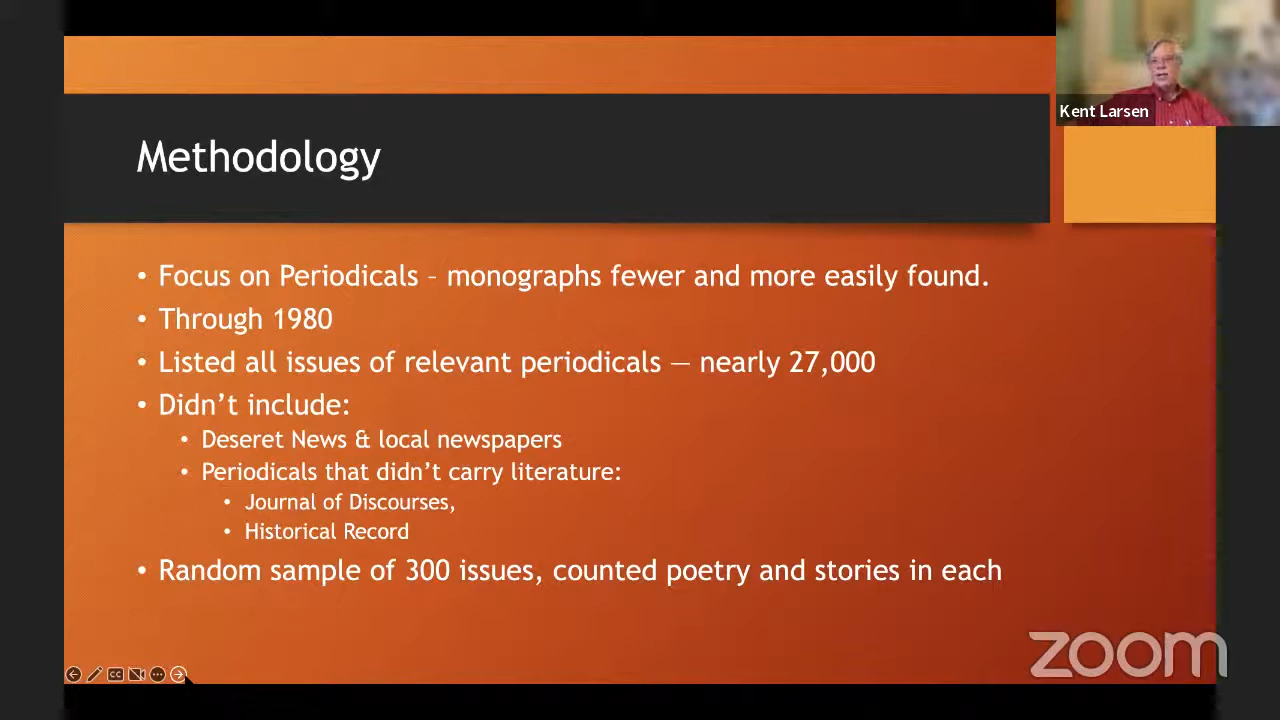 Kent Larsen
Methodology
• Focus on Periodicals – monographs fewer and more easily found.
• Through 1980
• Listed all issues of relevant periodicals — nearly 27,000
• Didn't include:
• Deseret News & local newspapers
• Periodicals that didn't carry literature:
• Journal of Discourses,
• Historical Record
• Random sample of 300 issues, counted poetry and stories in each
CC
zoom